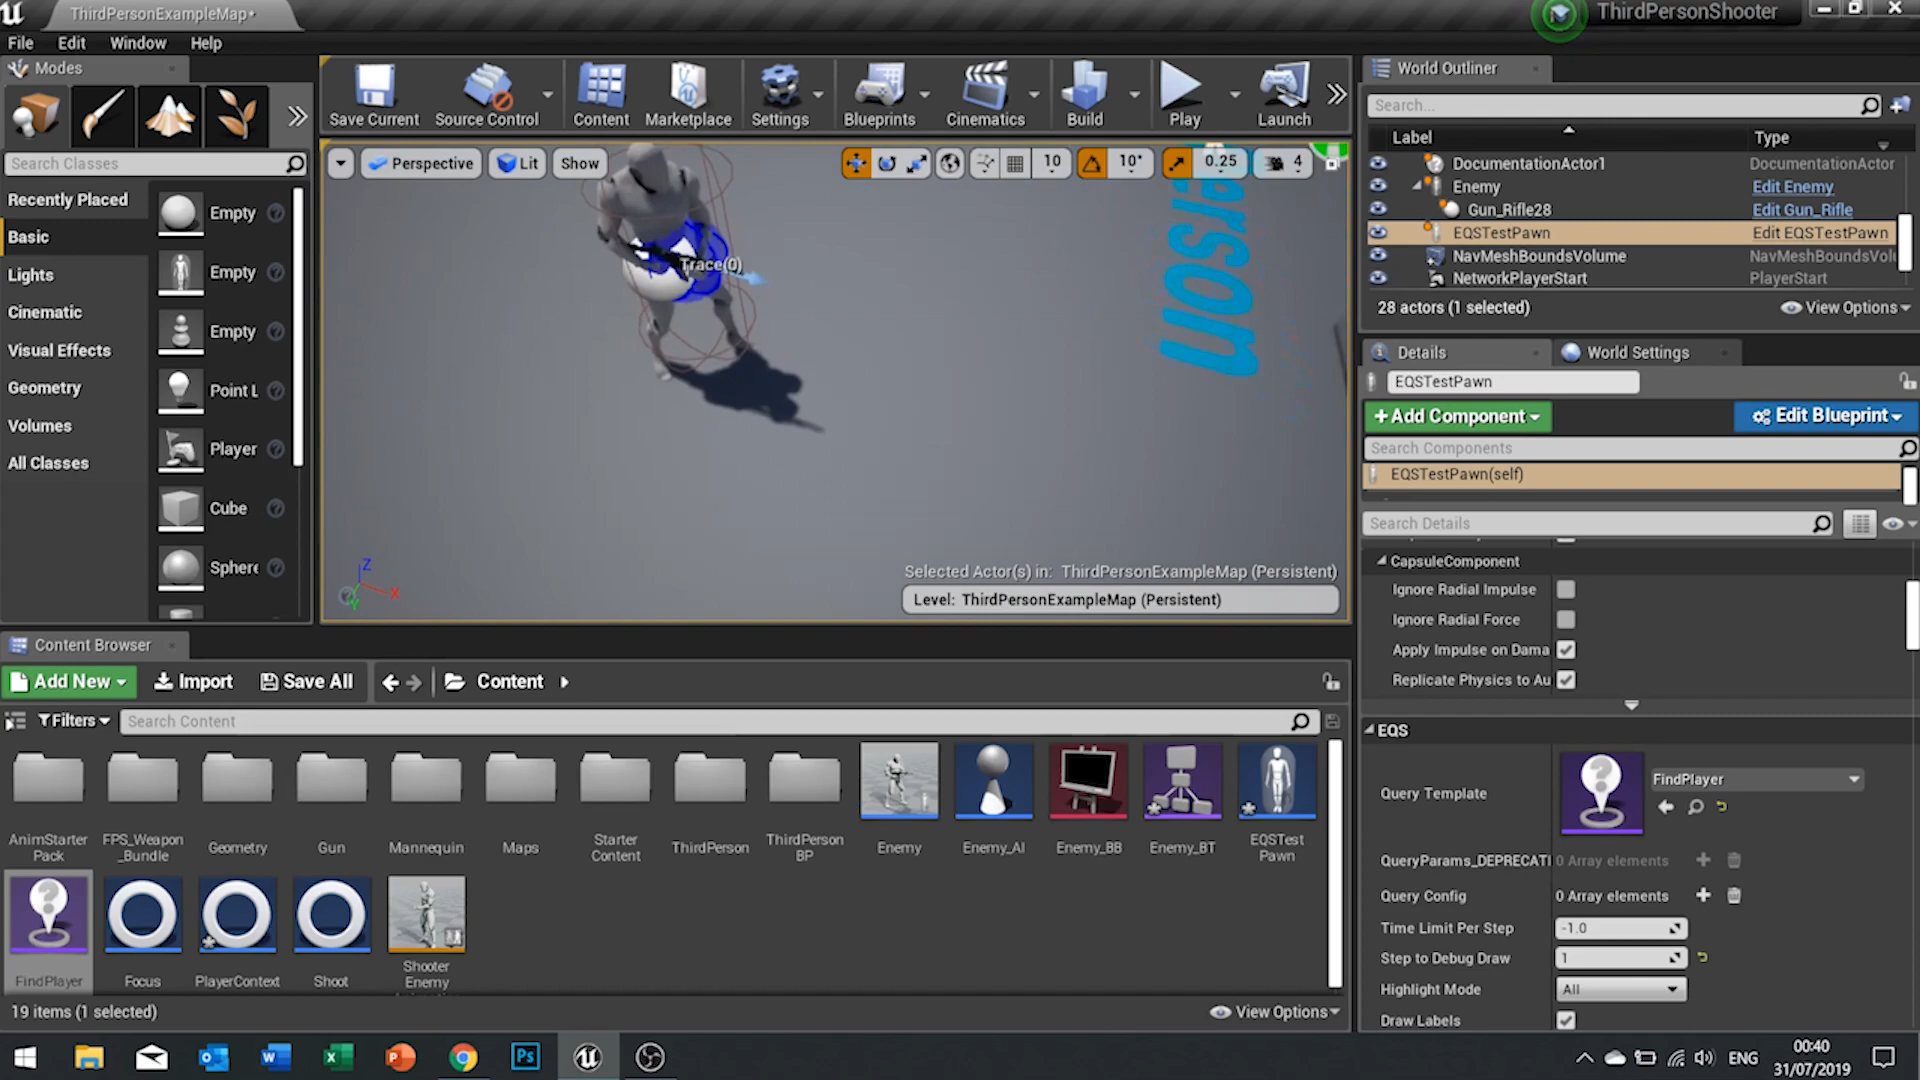 ThirdPersonExampleMap*
ThirdPersonShooter
File Edit Window Help
Modes
Search Classes
Recently Placed
Basic
Lights
Cinematic
Visual Effects
Geometry
Volumes
All Classes
Empty
Empty
Empty
Point L
Player
Cube
Sphere
Save Current
Source Control
Content
Marketplace
Settings
Blueprints
Cinematics
Build
Play
Launch
Perspective Lit Show
10 10° 0.25 4
Trace(0)
erson
Z
X
Y
Selected Actor(s) in: ThirdPersonExampleMap (Persistent)
Level: ThirdPersonExampleMap (Persistent)
World Outliner
Search...
Label Type
DocumentationActor1 DocumentationActor
Enemy Edit Enemy
Gun_Rifle28 Edit Gun_Rifle
EQSTestPawn Edit EQSTestPawn
NavMeshBoundsVolume NavMeshBoundsVolu
NetworkPlayerStart PlayerStart
28 actors (1 selected) View Options
Details World Settings
EQSTestPawn
+Add Component Edit Blueprint
Search Components
EQSTestPawn(self)
Search Details
CapsuleComponent
Ignore Radial Impulse
Ignore Radial Force
Apply Impulse on Dama
Replicate Physics to Au
EQS
Query Template FindPlayer
QueryParams_DEPRECATI 0 Array elements
Query Config 0 Array elements
Time Limit Per Step -1.0
Step to Debug Draw 1
Highlight Mode All
Draw Labels
Content Browser
Add New Import Save All Content
Filters Search Content
AnimStarter
Pack
FPS_Weapon
_Bundle
Geometry
Gun
Mannequin
Maps
Starter
Content
ThirdPerson
ThirdPerson
BP
Enemy
Enemy_AI
Enemy_BB
Enemy_BT
EQSTest
Pawn
FindPlayer
Focus
PlayerContext
Shoot
Shooter
Enemy
19 items (1 selected) View Options
Ps
ENG
00:40
31/07/2019